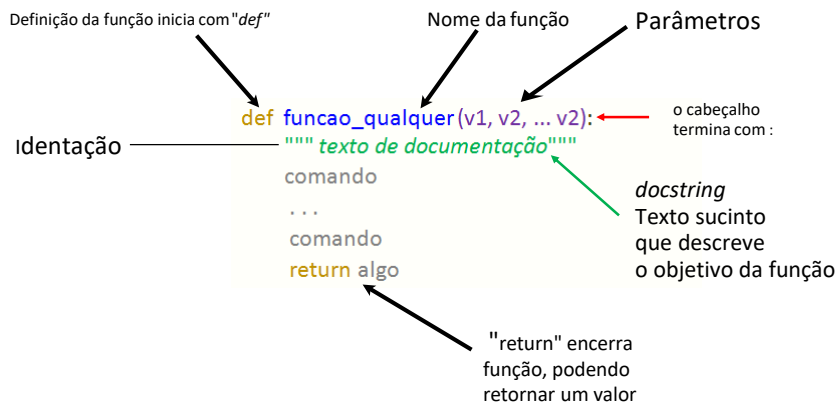 Definição da função inicia com "def"
Nome da função
Parâmetros
def funcao_qualquer(v1, v2, ... v2):
o cabeçalho
termina com :
Identação
""" texto de documentação"""
comando
. . .
comando
return algo
docstring
Texto sucinto
que descreve
o objetivo da função
"return" encerra
função, podendo
retornar um valor